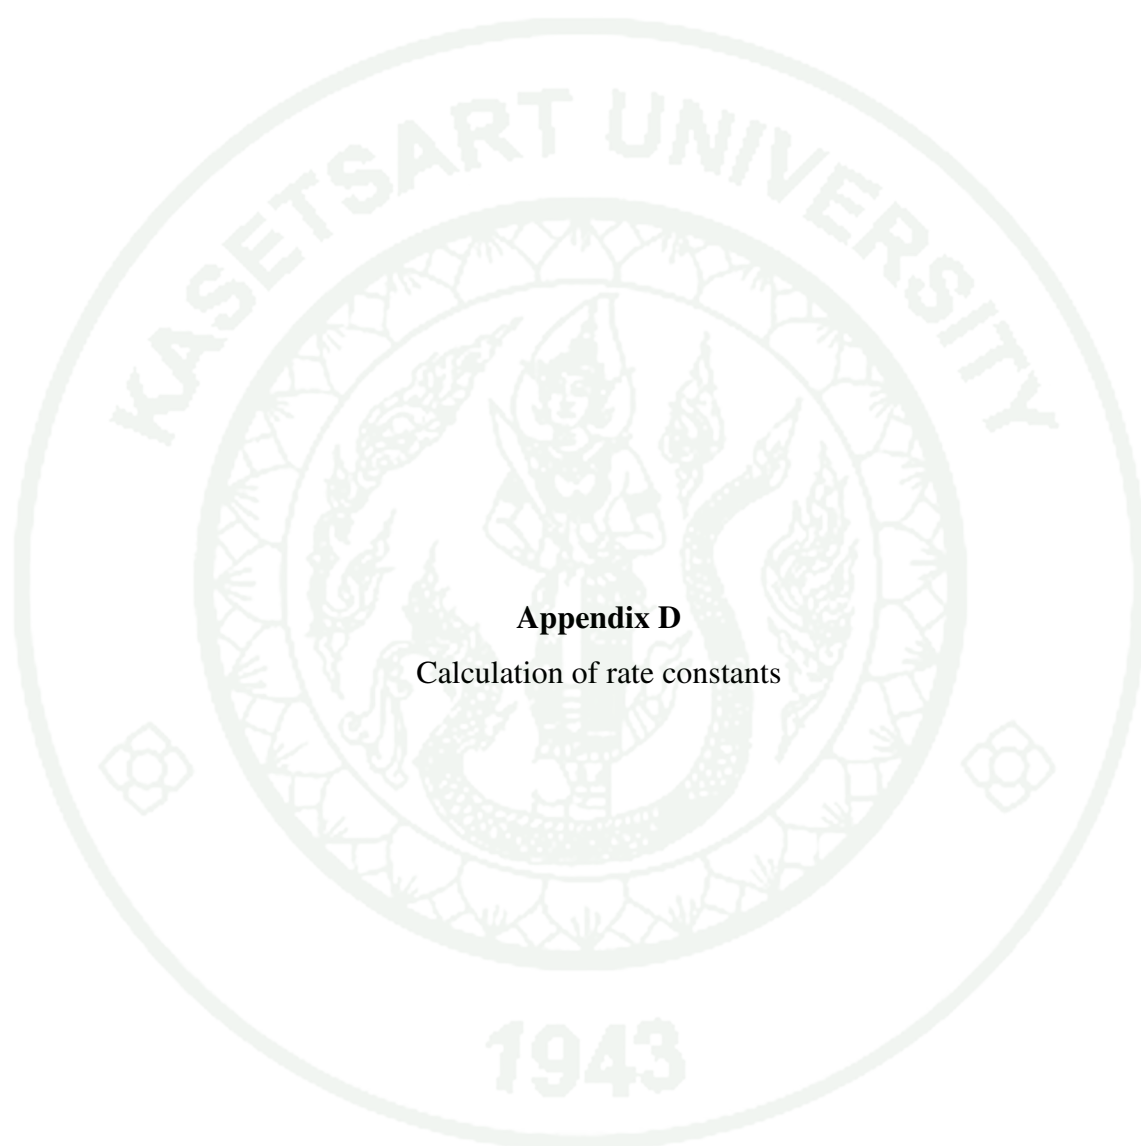 KASETSART UNIVERSITY
Appendix D
Calculation of rate constants
1943